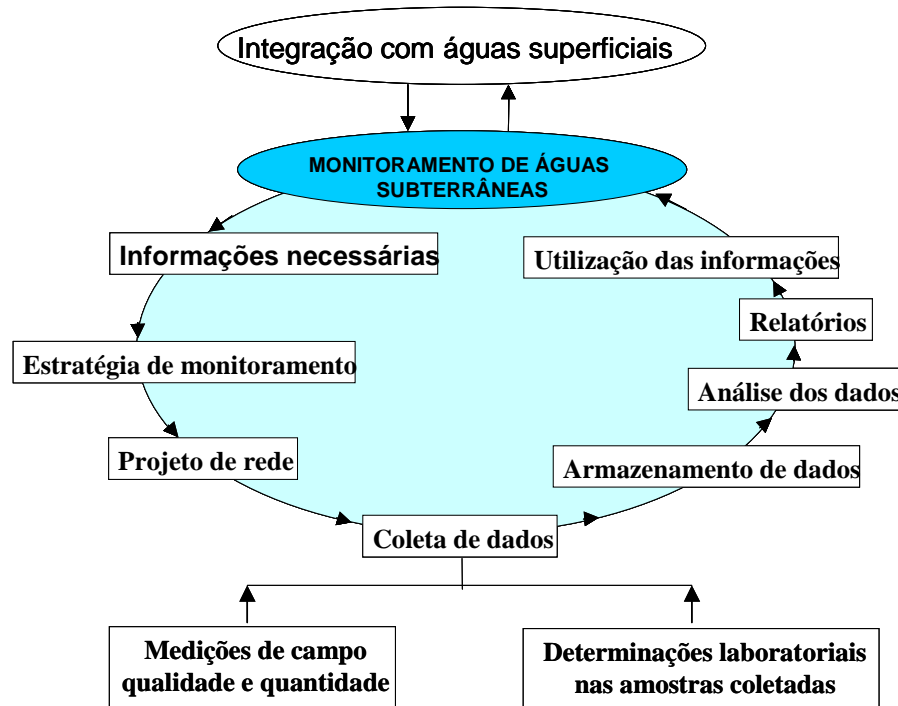 Integração com águas superficiais
MONITORAMENTO DE ÁGUAS
SUBTERRÂNEAS
Informações necessárias
Utilização das informações
Relatórios
Estratégia de monitoramento
Análise dos dados
Projeto de rede
Armazenamento de dados
Coleta de dados
Medições de campo
qualidade e quantidade
Determinações laboratoriais
nas amostras coletadas